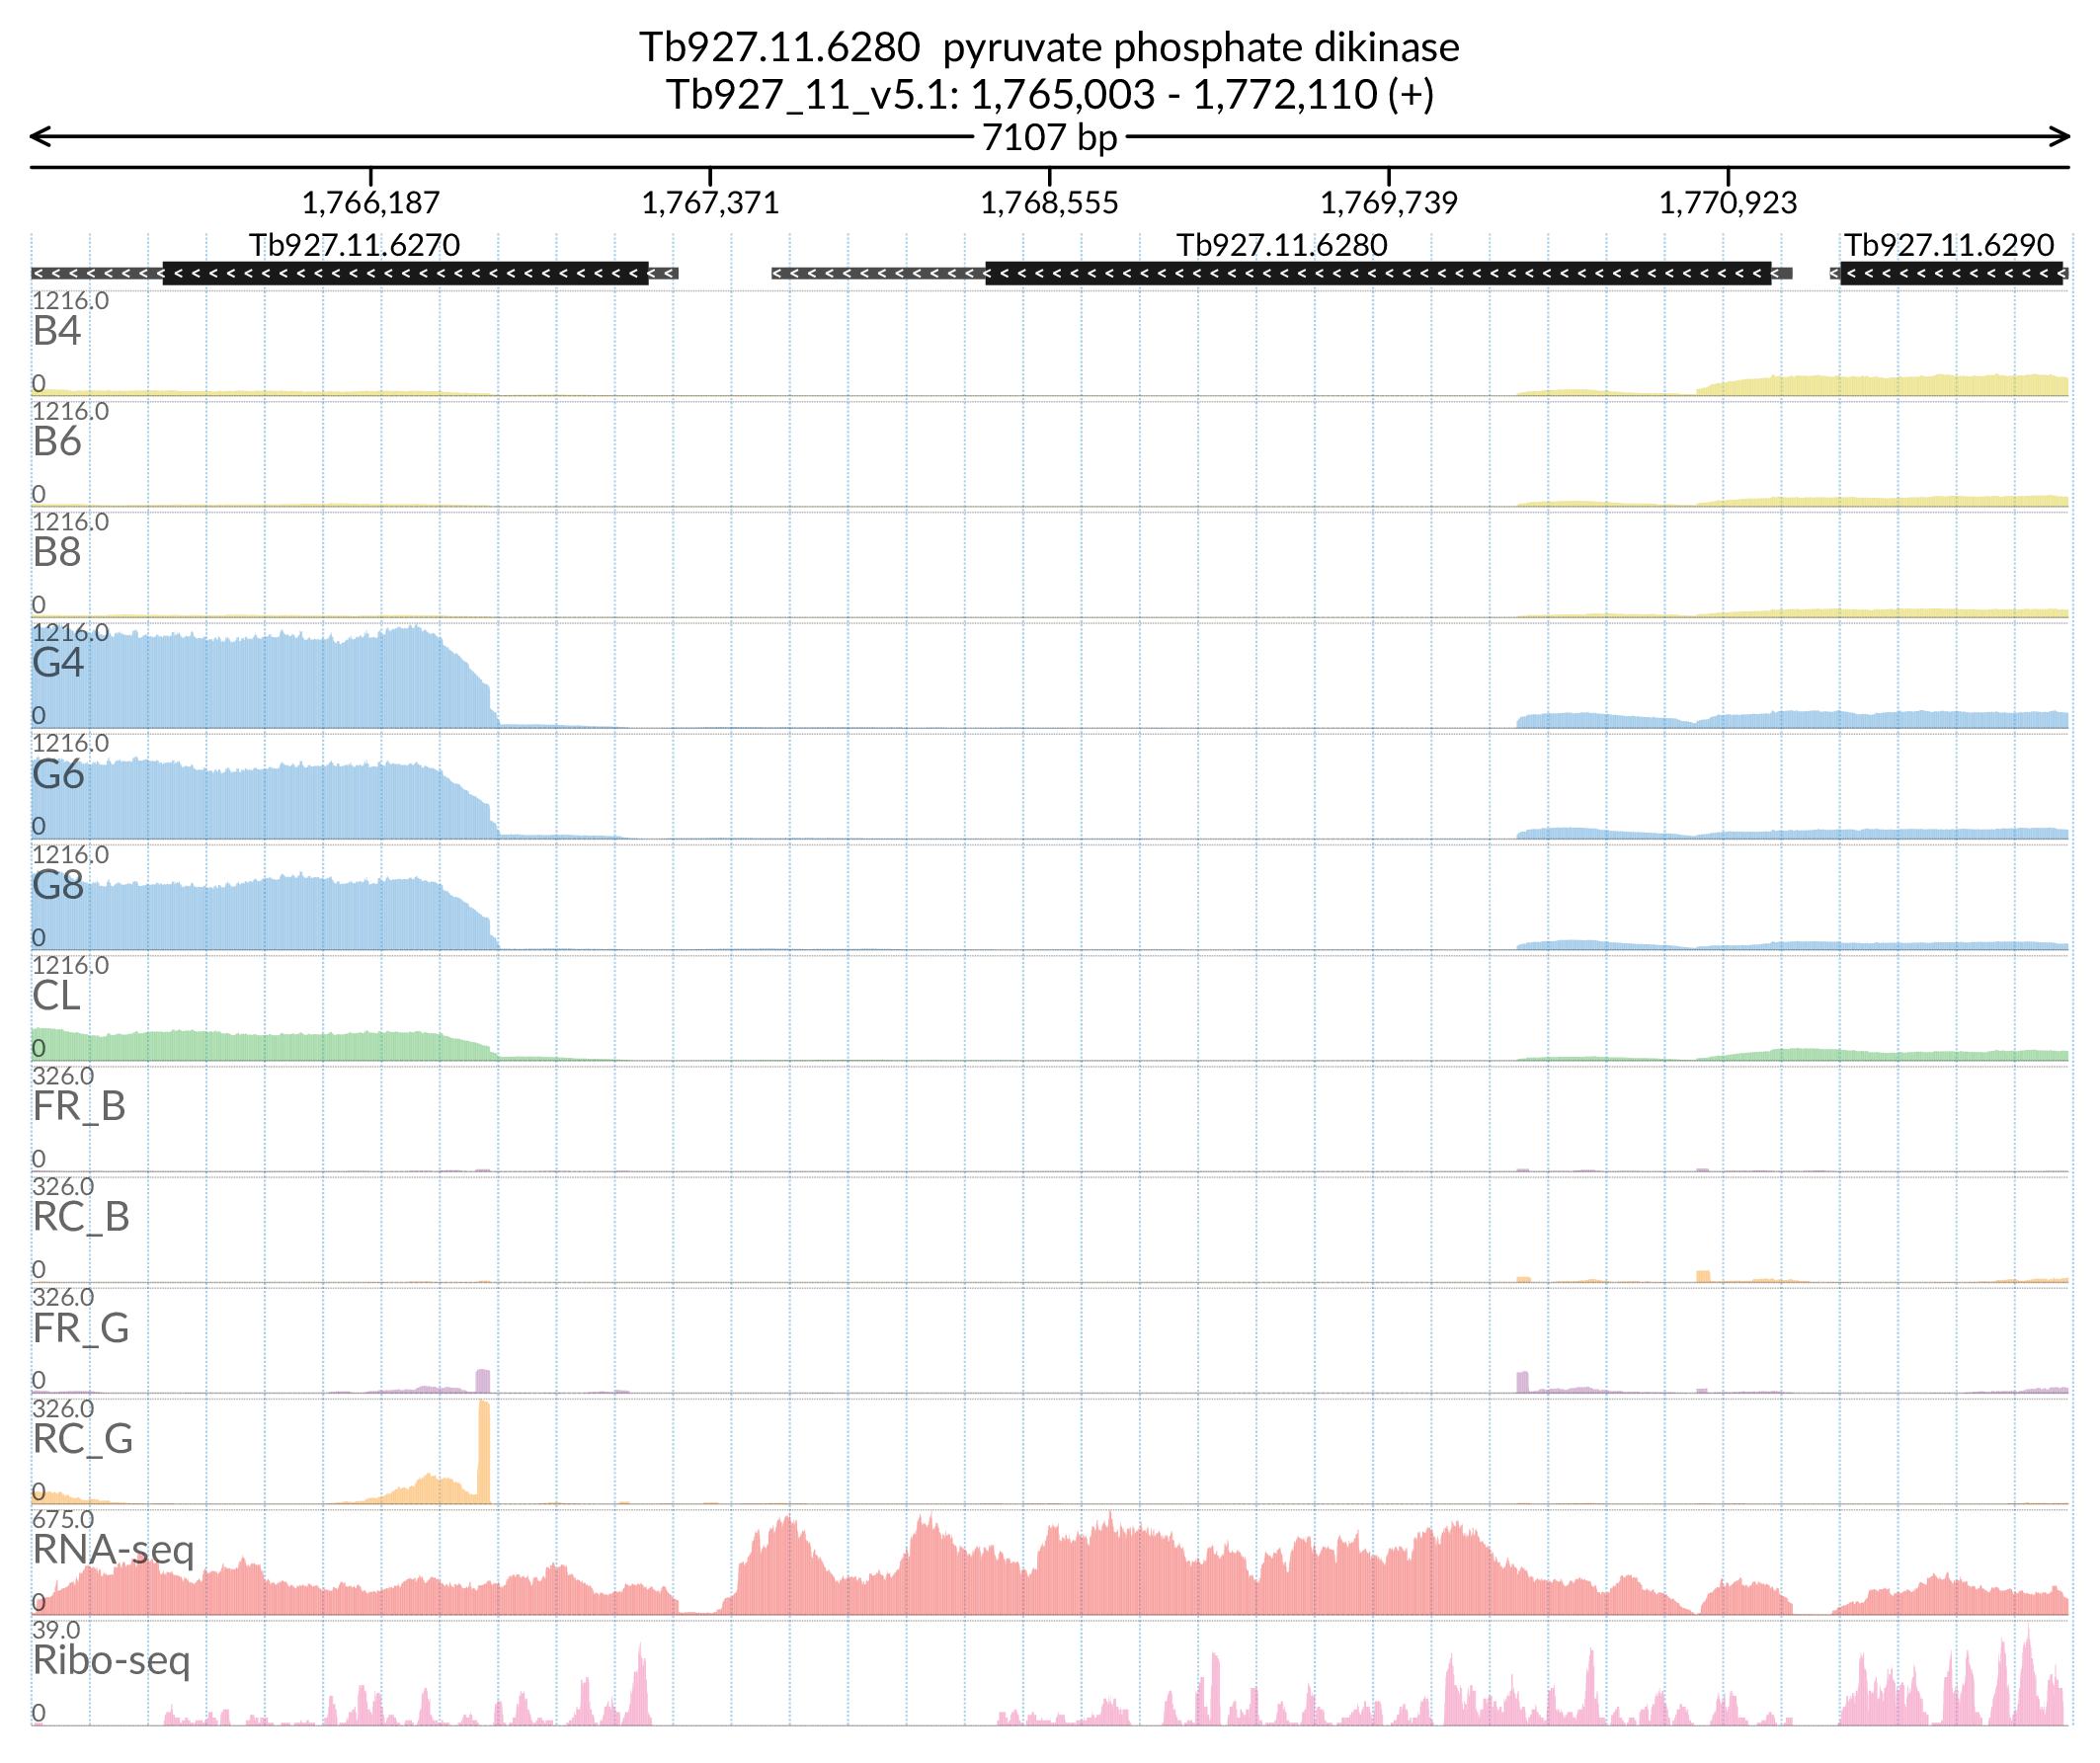 Tb927.11.6280 pyruvate phosphate dikinase
Tb927_11_v5.1: 1,765,003 - 1,772,110 (+)
7107 bp
1,766,187 1,767,371 1,768,555 1,769,739 1,770,923
Tb927.11.6270 Tb927.11.6280 Tb927.11.6290
1216.0
B4
0
1216.0
B6
0
1216.0
B8
0
1216.0
G4
0
1216.0
G6
0
1216.0
G8
0
1216.0
CL
0
326.0
FR_B
0
326.0
RC_B
0
326.0
FR_G
0
326.0
RC_G
0
675.0
RNA-seq
0
39.0
Ribo-seq
0